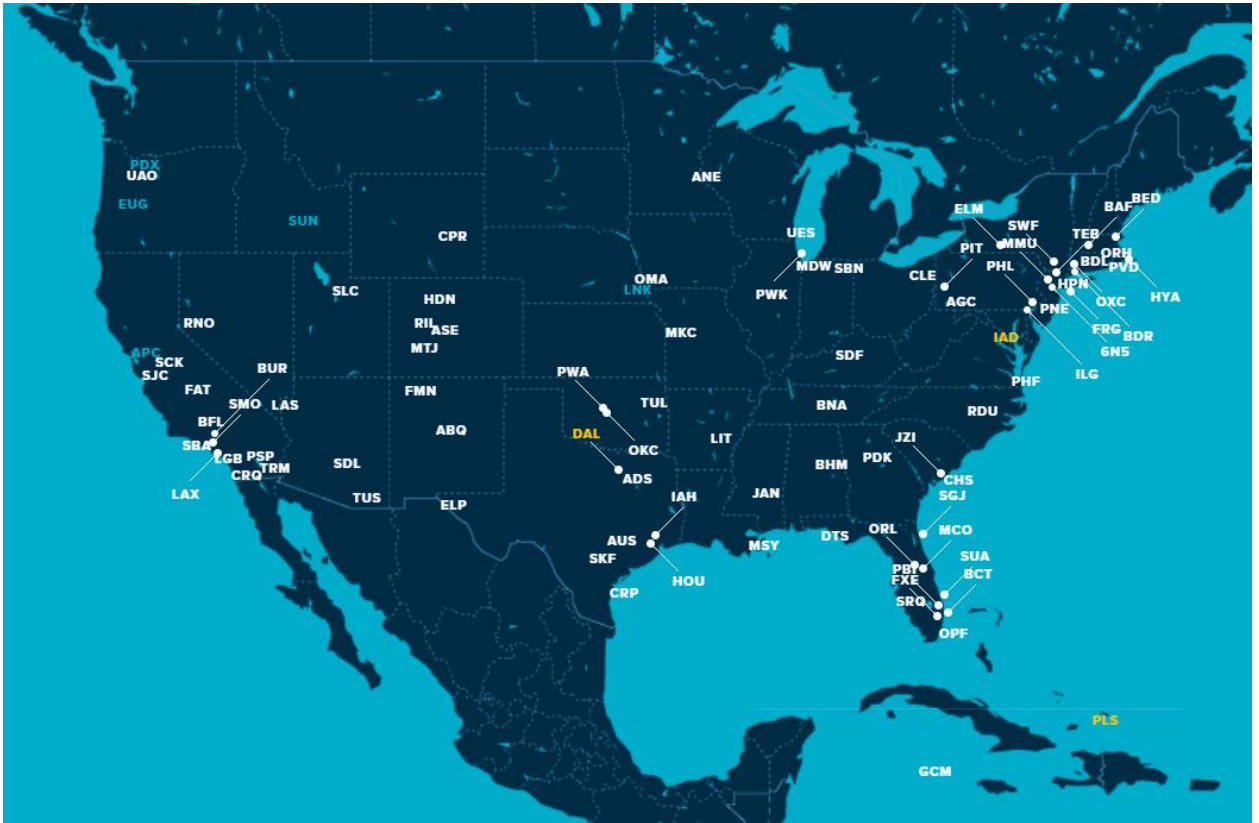 PDX
UAO
ANE
EUG
SUN
CPR
ELM
BAF
BED
SWF
TEB
UES
MMU
PIT
ORH
BDL
PVD
PHL
MDW
SBN
CLE
OMA
LNK
SLC
HDN
PWK
AGC
HPN
OXC
HYA
PNE
RNO
RIL
ASE
MKC
FRG
BDR
IAD
6N5
MTJ
APC
SCK
SJC
SDF
BUR
PWA
ILG
PHF
FAT
FMN
SMO
LAS
TUL
BNA
RDU
BFL
ABQ
DAL
LIT
JZI
SBA
OKC
LGB
PSP
TRM
SDL
BHM
PDK
CRQ
ADS
CHS
LAX
TUS
ELP
IAH
JAN
SGJ
ORL
MCO
DTS
AUS
MSY
SKF
SUA
PBI
BCT
HOU
FXE
CRP
SRQ
OPF
PLS
GCM